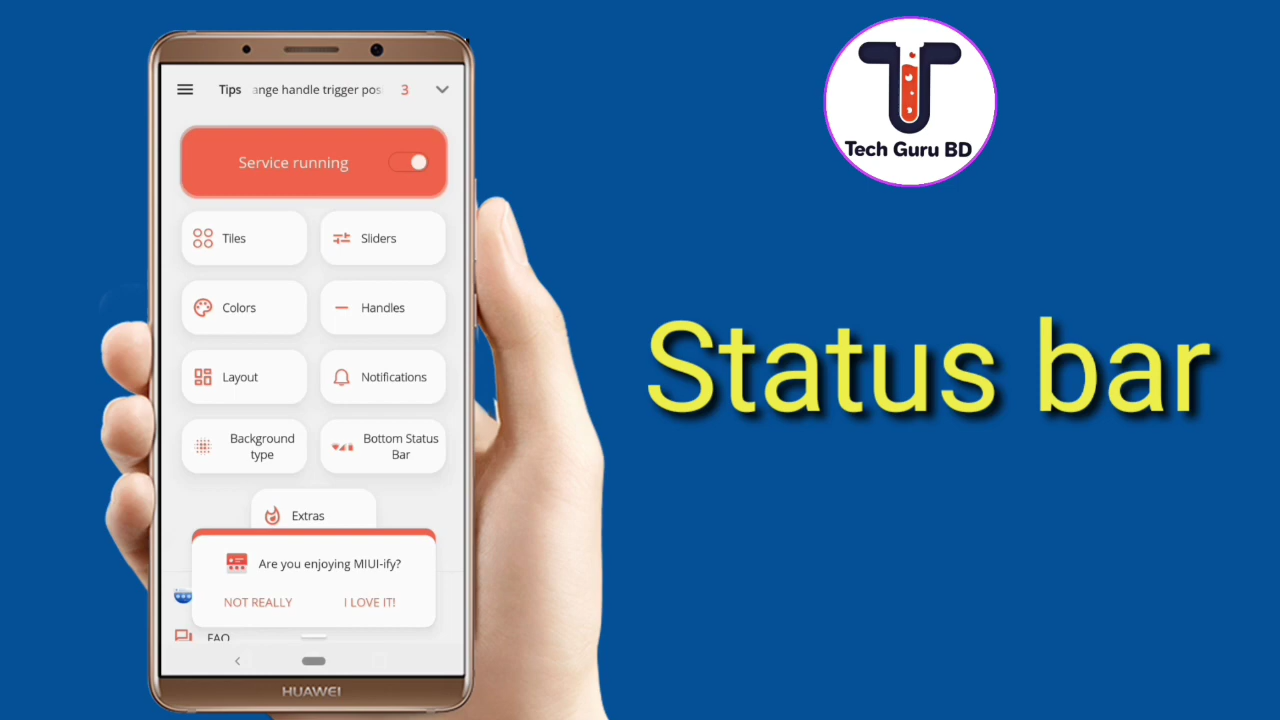 Tips ange handle trigger pos 3
Service running
Tiles
Sliders
Colors
Handles
Layout
Notifications
Background
type
Bottom Status
Bar
Extras
Are you enjoying MIUI-ify?
NOT REALLY
I LOVE IT!
FAQ
HUAWEI
Tech Guru BD
Status bar